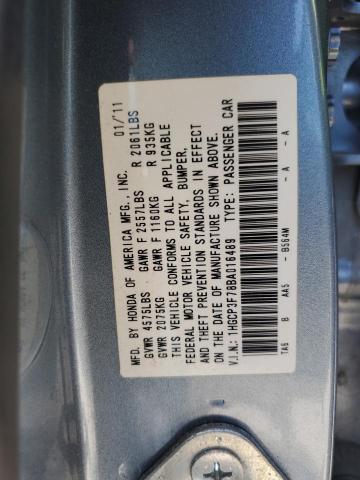 MFD. BY HONDA OF AMERICA MFG., INC. 01/'11
GVWR 4575LBS GAWR F 2557LBS R 2061LBS
GVWR 2075KG GAWR F 1160KG R 935KG
THIS VEHICLE CONFORMS TO ALL APPLICABLE
FEDERAL MOTOR VEHICLE SAFETY, BUMPER,
AND THEFT PREVENTION STANDARDS IN EFFECT
ON THE DATE OF MANUFACTURE SHOWN ABOVE.
V.I.N.: 1HGCP3F78BA016489 TYPE: PASSENGER CAR
TA6 B AA5 - B564M - A - A